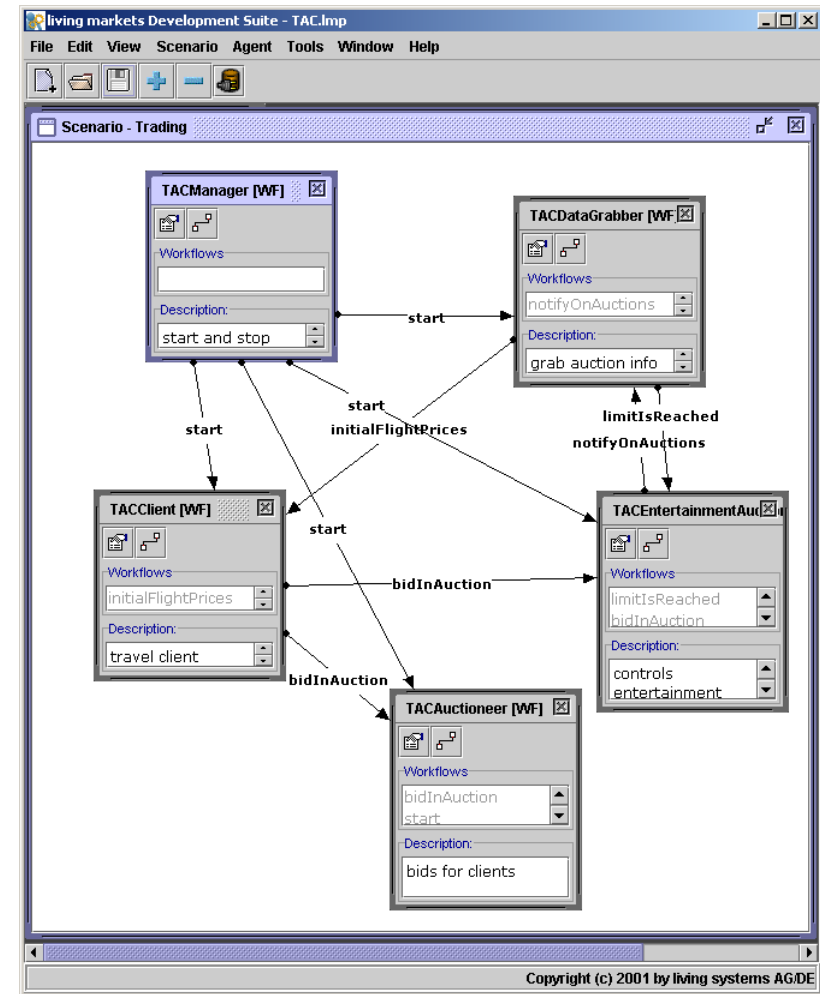 living markets Development Suite - TAC.lmp
File Edit View Scenario Agent Tools Window Help
Scenario - Trading
TACManager [WF]
Workflows
Description:
start and stop
TACDataGrabber [WF]
Workflows
notifyOnAuctions
Description:
grab auction info
start
start
start
initialFlightPrices
limitIsReached
notifyOnAuctions
start
TACClient [WF]
Workflows
initialFlightPrices
Description:
travel client
TACEntertainmentAuc
Workflows
limitIsReached
bidInAuction
Description:
controls
entertainment
bidInAuction
bidInAuction
TACAuctioneer [WF]
Workflows
bidInAuction
start
Description:
bids for clients
Copyright (c) 2001 by living systems AG/DE